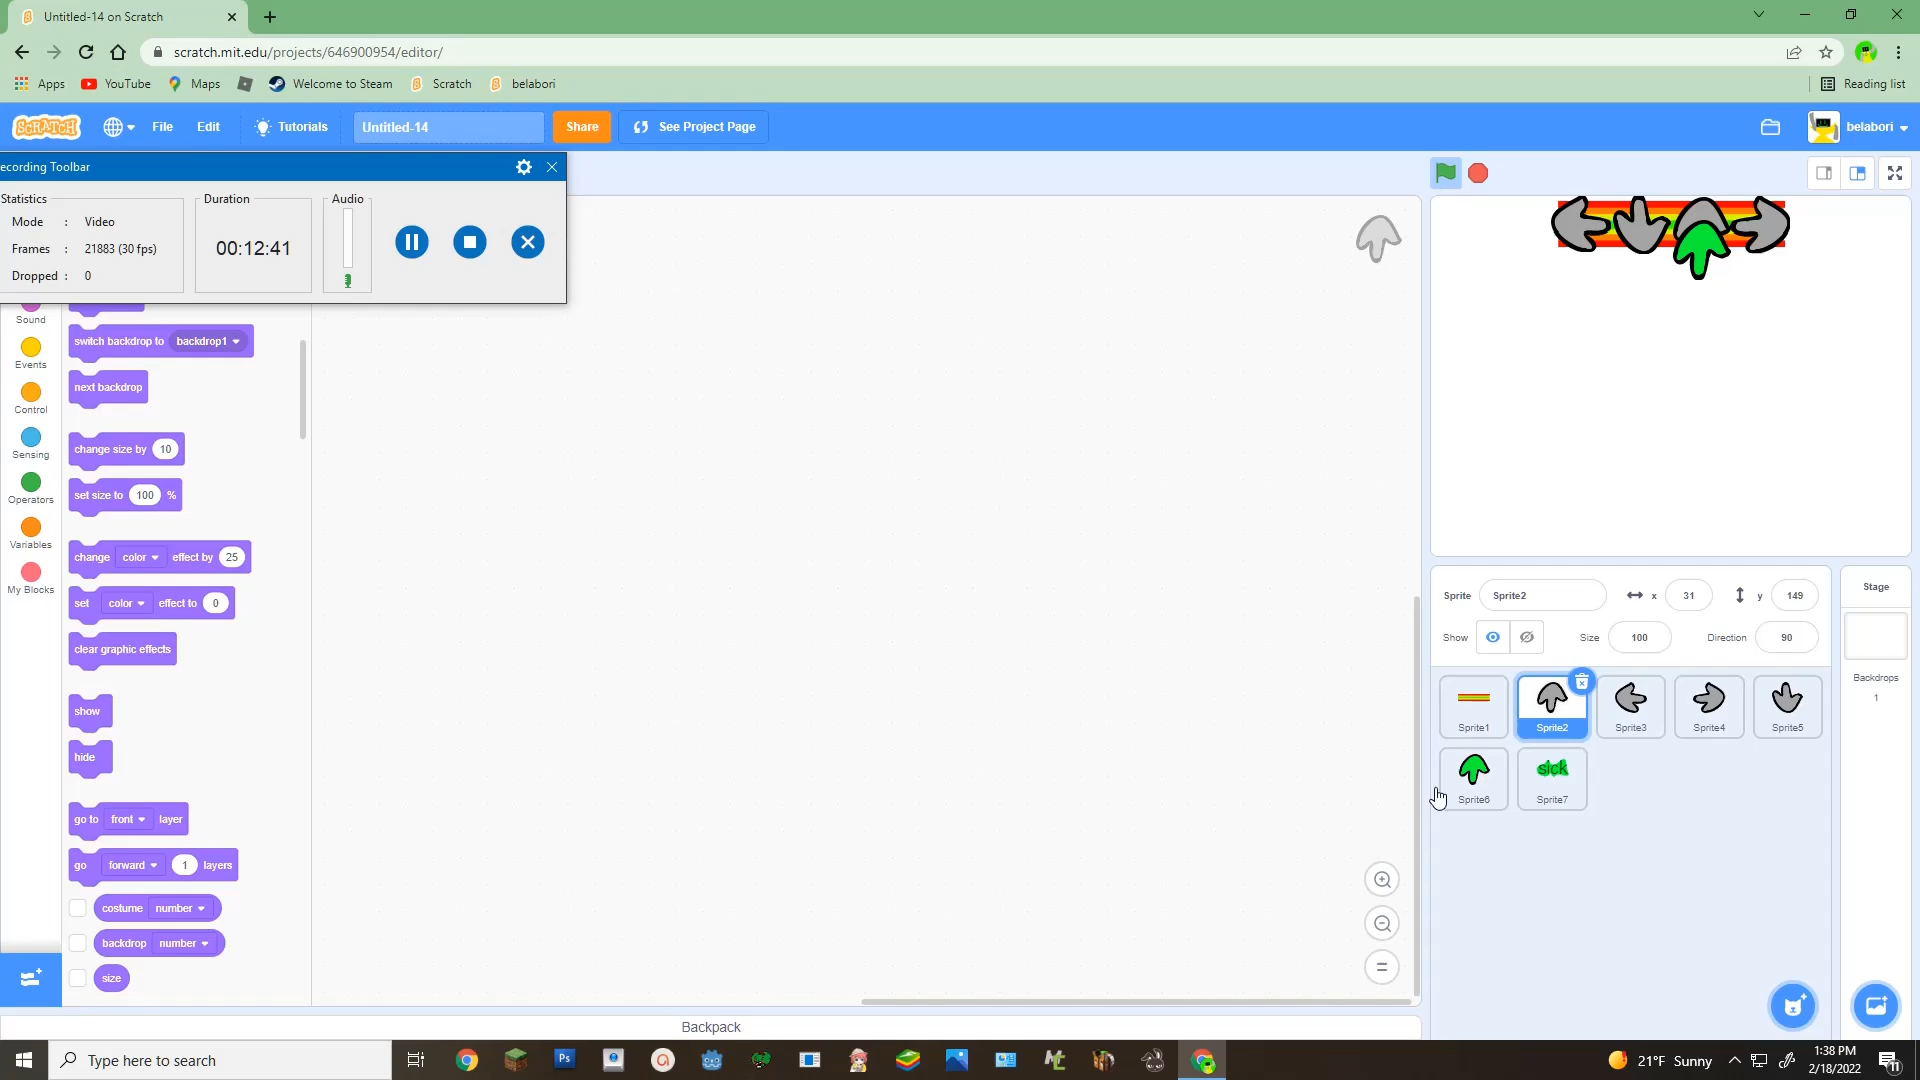 Untitled-14 on Scratch
scratch.mit.edu/projects/646900954/editor/
Apps YouTube Maps Welcome to Steam Scratch belabori Reading list
SCRATCH File Edit Tutorials Untitled-14 Share See Project Page belabori
ecording Toolbar
Statistics Duration Audio
Mode : Video
Frames : 21883 (30 fps)
00:12:41
Dropped : 0
Sound
Events
Control
Sensing
Operators
Variables
My Blocks
switch backdrop to backdrop1
next backdrop
change size by 10
set size to 100 %
change color effect by 25
set color effect to 0
clear graphic effects
show
hide
go to front layer
go forward 1 layers
costume number
backdrop number
size
Sprite Sprite2 x 31 y 149
Show Size 100 Direction 90
Sprite1 Sprite2 Sprite3 Sprite4 Sprite5
sick
Sprite6 Sprite7
Stage
Backdrops
1
Backpack
Type here to search
Ps
21°F Sunny
1:38 PM
2/18/2022
11